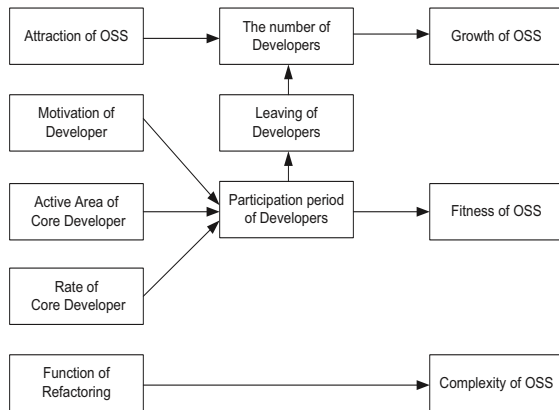 Attraction of OSS
The number of
Developers
Growth of OSS
Motivation of
Developer
Leaving of
Developers
Active Area of
Core Developer
Participation period
of Developers
Fitness of OSS
Rate of
Core Developer
Function of
Refactoring
Complexity of OSS